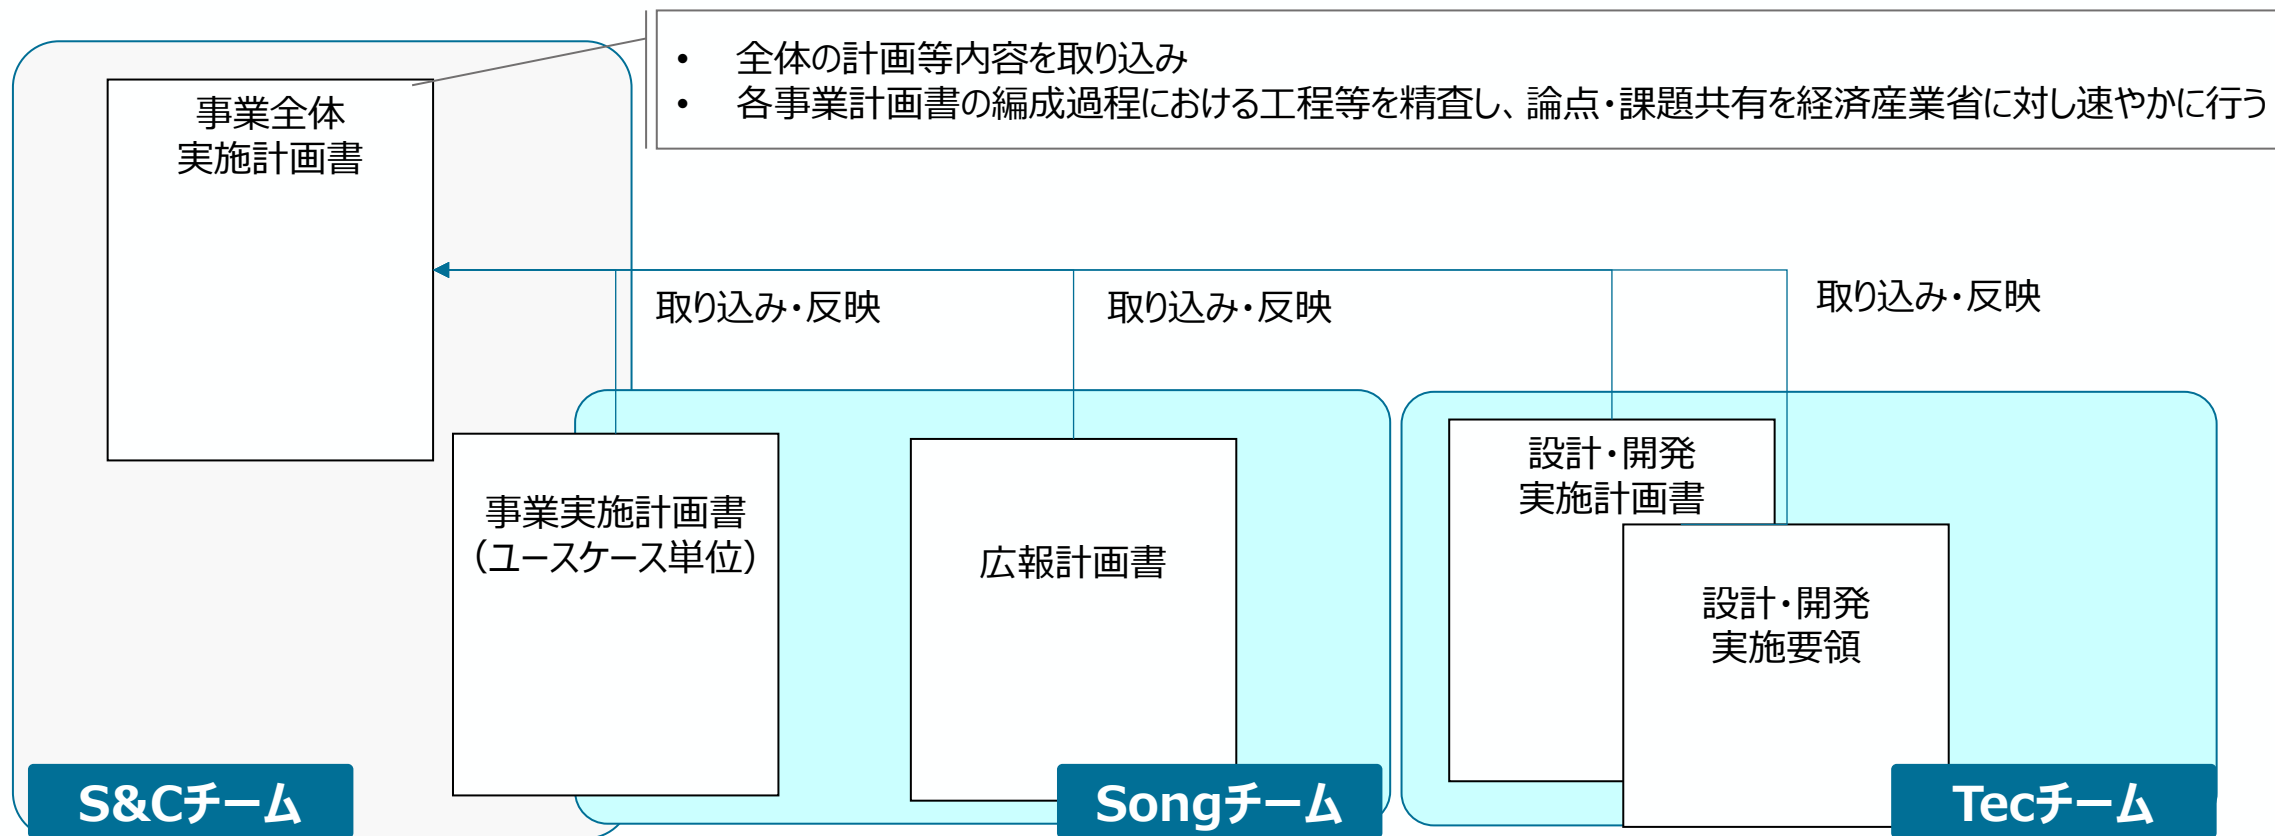 • 全体の計画等内容を取り込み
• 各事業計画書の編成過程における工程等を精査し、論点・課題共有を経済産業省に対し速やかに行う
事業全体
実施計画書
取り込み・反映
取り込み・反映
取り込み・反映
事業実施計画書
（ユースケース単位）
広報計画書
設計・開発
実施計画書
設計・開発
実施要領
S&Cチーム
Songチーム
Tecチーム